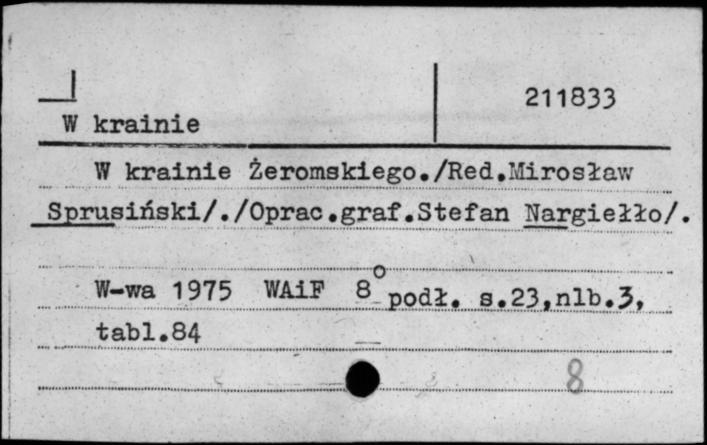 211833
W krainie
W krainie Żeromskiego./Red.Mirosław
Sprusiński/./Oprac.graf.Stefan Nargiełło/.
W-wa 1975 WAiF 8° podł. s.23,nlb.3,
tabl.84
8